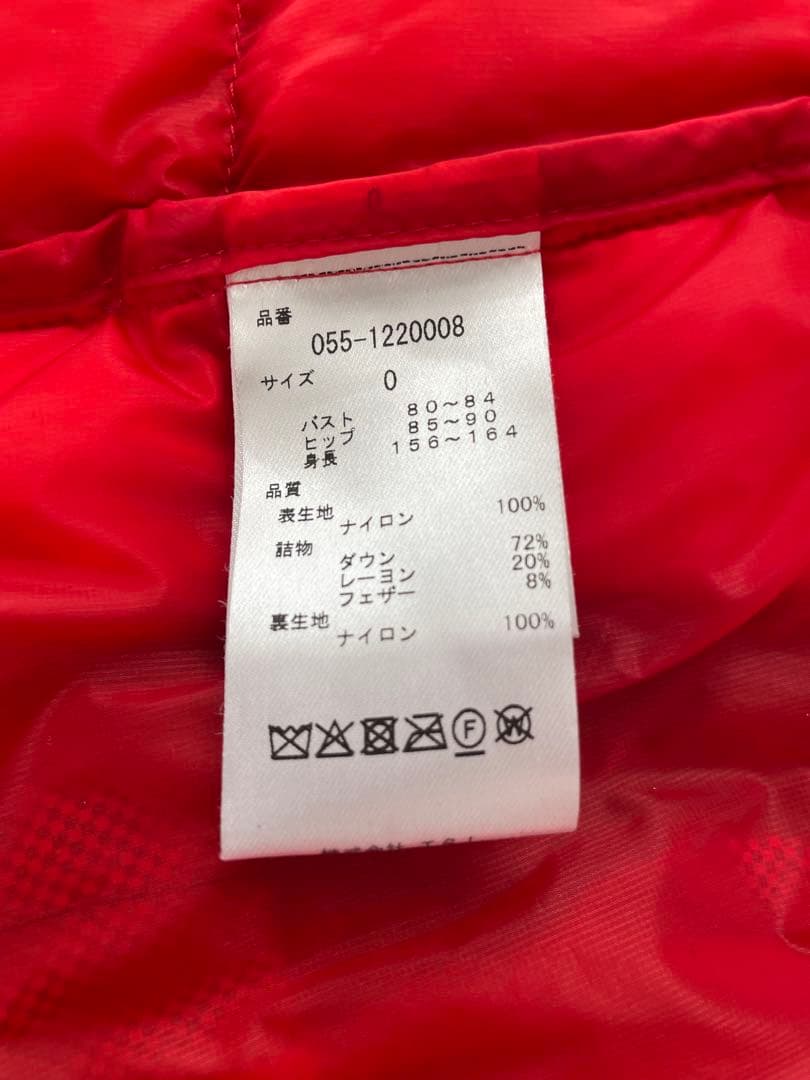 品番
055-1220008
サイズ 0
バスト 80～84
ヒップ 85～90
身長 156～164
品質
表生地 ナイロン 100%
詰物 ダウン 72%
レーヨン 20%
フェザー 8%
裏生地 ナイロン 100%
F W